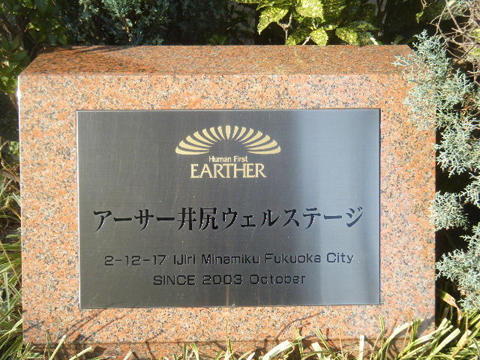 Human First
EARTHER
アーサー井尻ウェルステージ
2-12-17 IJiri Minamiku Fukuoka City
SINCE 2003 October